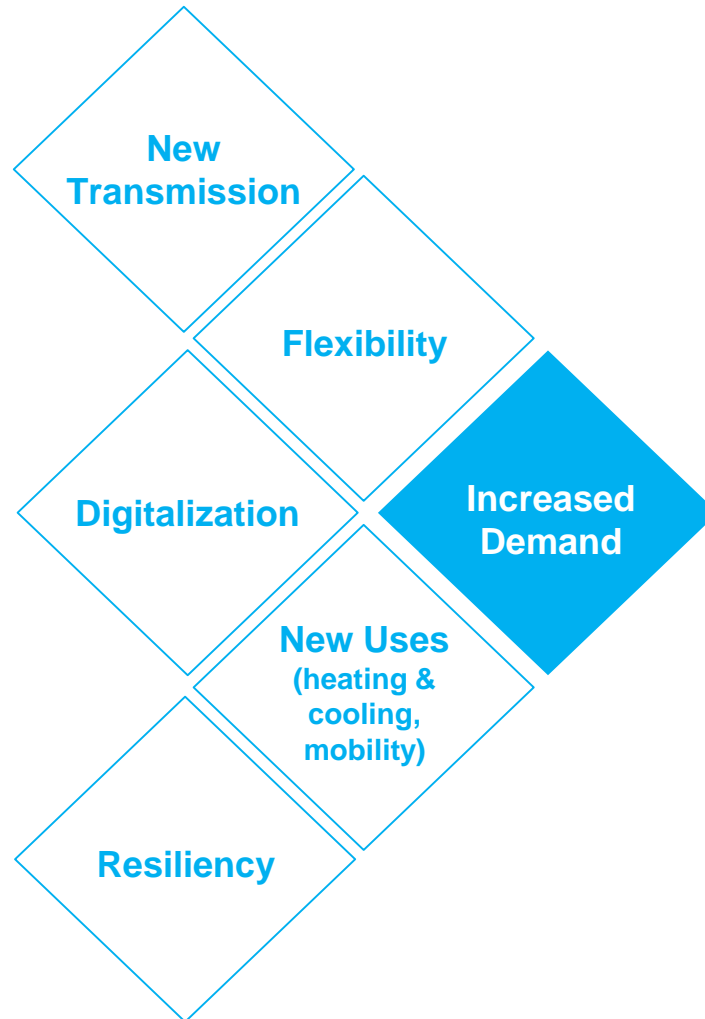 New
Transmission
Flexibility
Digitalization
Increased
Demand
New Uses
(heating &
cooling,
mobility)
Resiliency